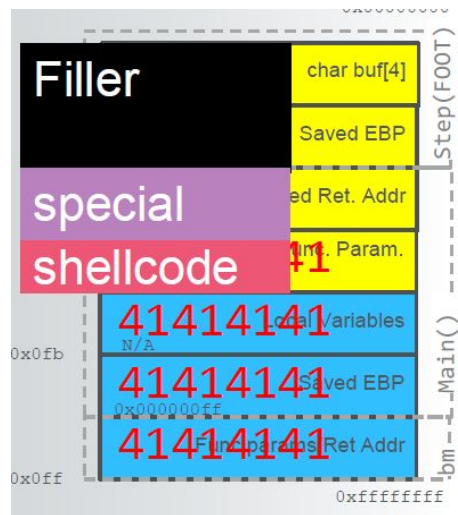 Filler
char buf[4]
Saved EBP
special
ed Ret. Addr
shellcode
unc. Param.
41
Step(FOOT)
41414141
Local Variables
N/A
0x0fb
41414141
Saved EBP
0x000000ff
Main()
41414141
Func params Ret Addr
bm
0x0ff
0xffffffff